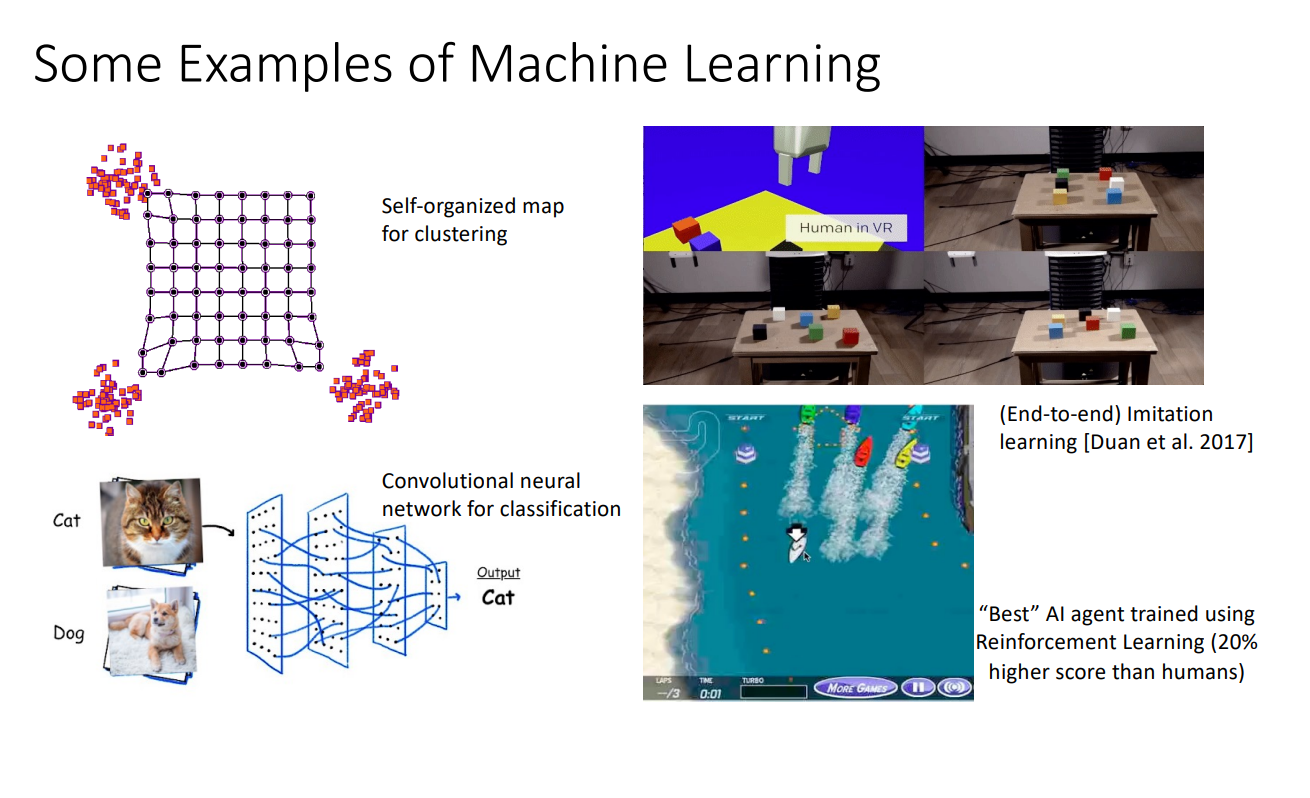 Some Examples of Machine Learning
Self-organized map
for clustering
Human in VR
(End-to-end) Imitation
learning [Duan et al. 2017]
Convolutional neural
network for classification
Cat
Dog
Output
Cat
START
START
LAPS
--/3
TIME
0:01
TURBO
MORE GAMES
“Best” AI agent trained using
Reinforcement Learning (20%
higher score than humans)